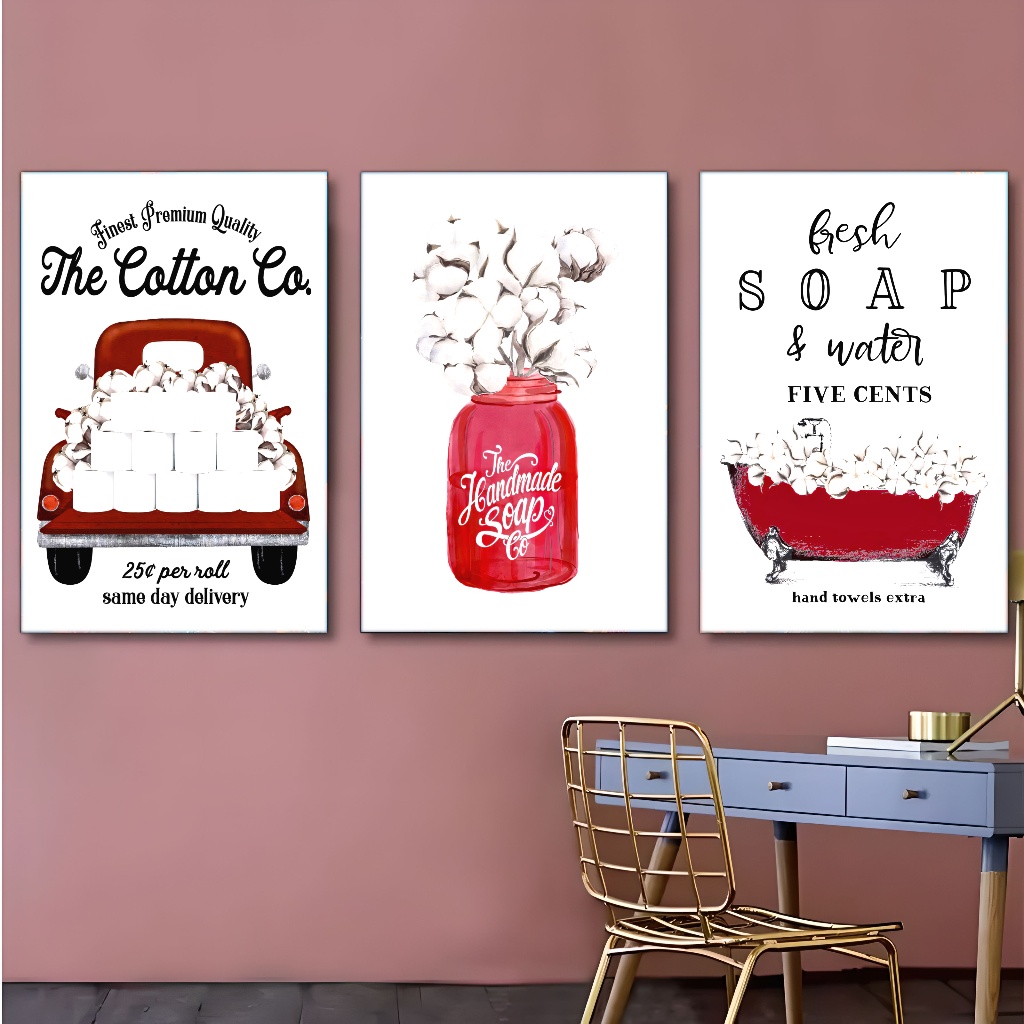 Finest Premium Quality
The Cotton Co.
25¢ per roll
same day delivery
The
Handmade
Soap
Co
fresh
SOAP
& water
FIVE CENTS
hand towels extra